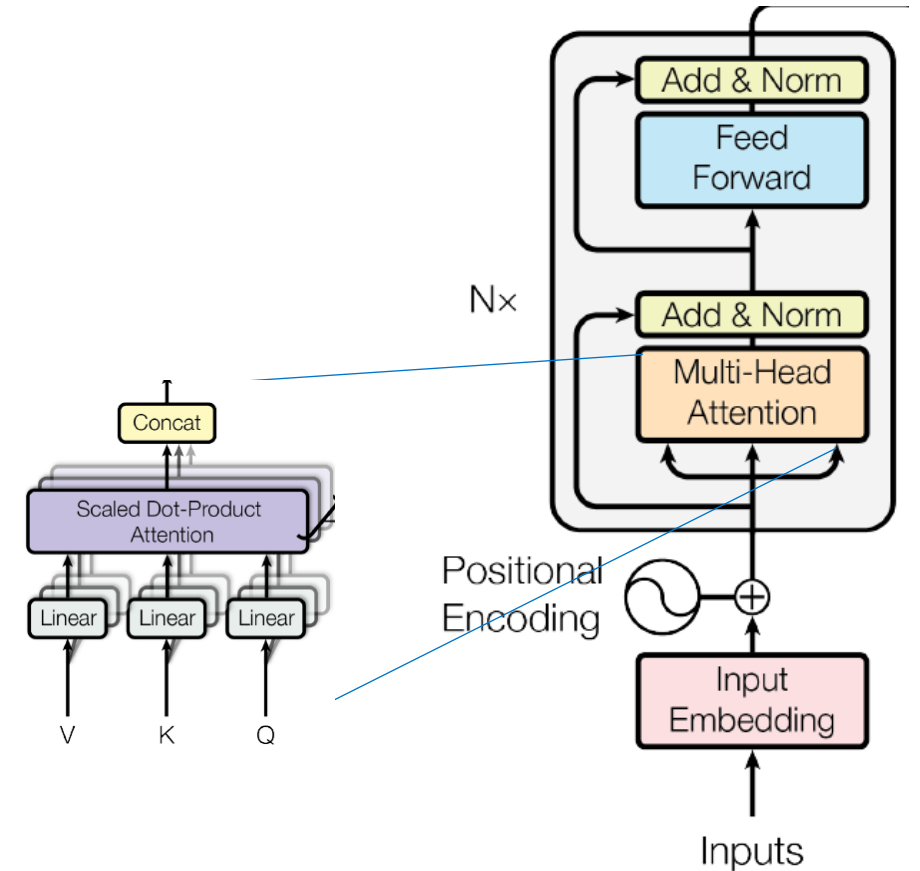 Add & Norm
Feed
Forward
Nx
Add & Norm
Multi-Head
Attention
Concat
Scaled Dot-Product
Attention
Linear
Linear
Linear
V
K
Q
Positional
Encoding
Input
Embedding
Inputs